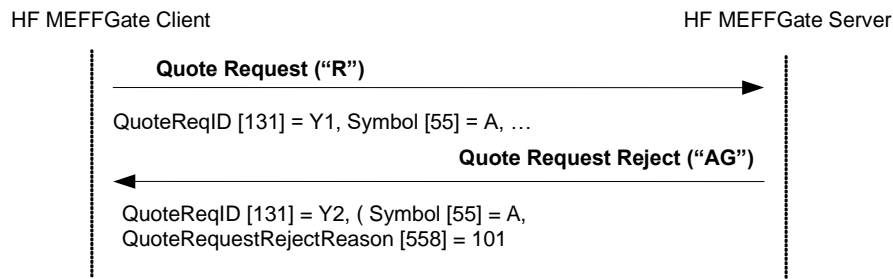 HF MEFFGate Client
HF MEFFGate Server
Quote Request (“R”)
QuoteReqID [131] = Y1, Symbol [55] = A, …
Quote Request Reject (“AG”)
QuoteReqID [131] = Y2, ( Symbol [55] = A,
QuoteRequestRejectReason [558] = 101